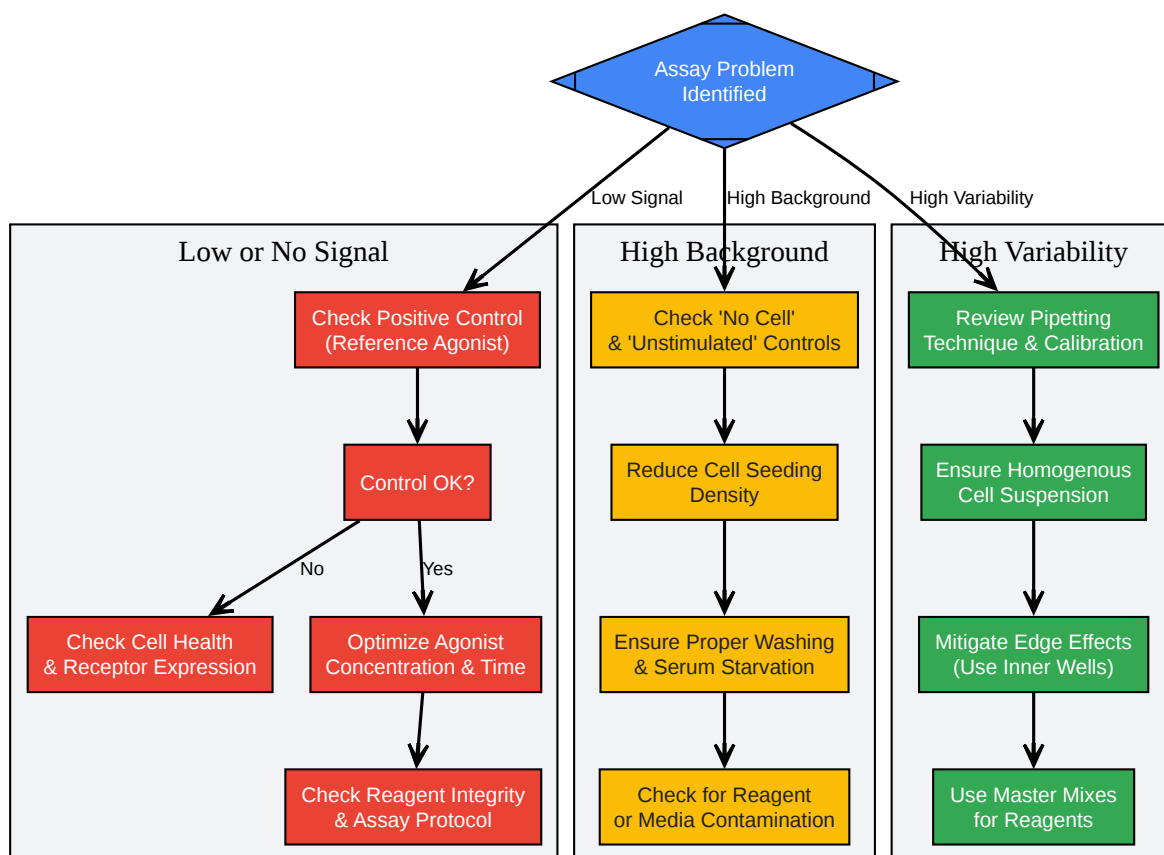 Assay Problem
Identified
Low Signal
High Background
High Variability
Low or No Signal
Check Positive Control
(Reference Agonist)
Control OK?
No
Yes
Check Cell Health
& Receptor Expression
Optimize Agonist
Concentration & Time
Check Reagent Integrity
& Assay Protocol
High Background
Check 'No Cell'
& 'Unstimulated' Controls
Reduce Cell Seeding
Density
Ensure Proper Washing
& Serum Starvation
Check for Reagent
or Media Contamination
High Variability
Review Pipetting
Technique & Calibration
Ensure Homogenous
Cell Suspension
Mitigate Edge Effects
(Use Inner Wells)
Use Master Mixes
for Reagents